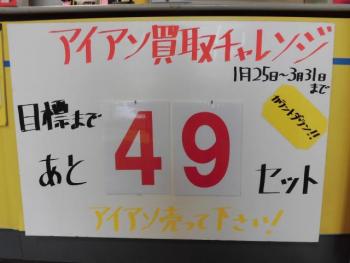 アイアン買取チャレンジ
1月25日～3月31日
まで
カウントダウン!!
目標まで
あと 49 セット
アイアン売って下さい!